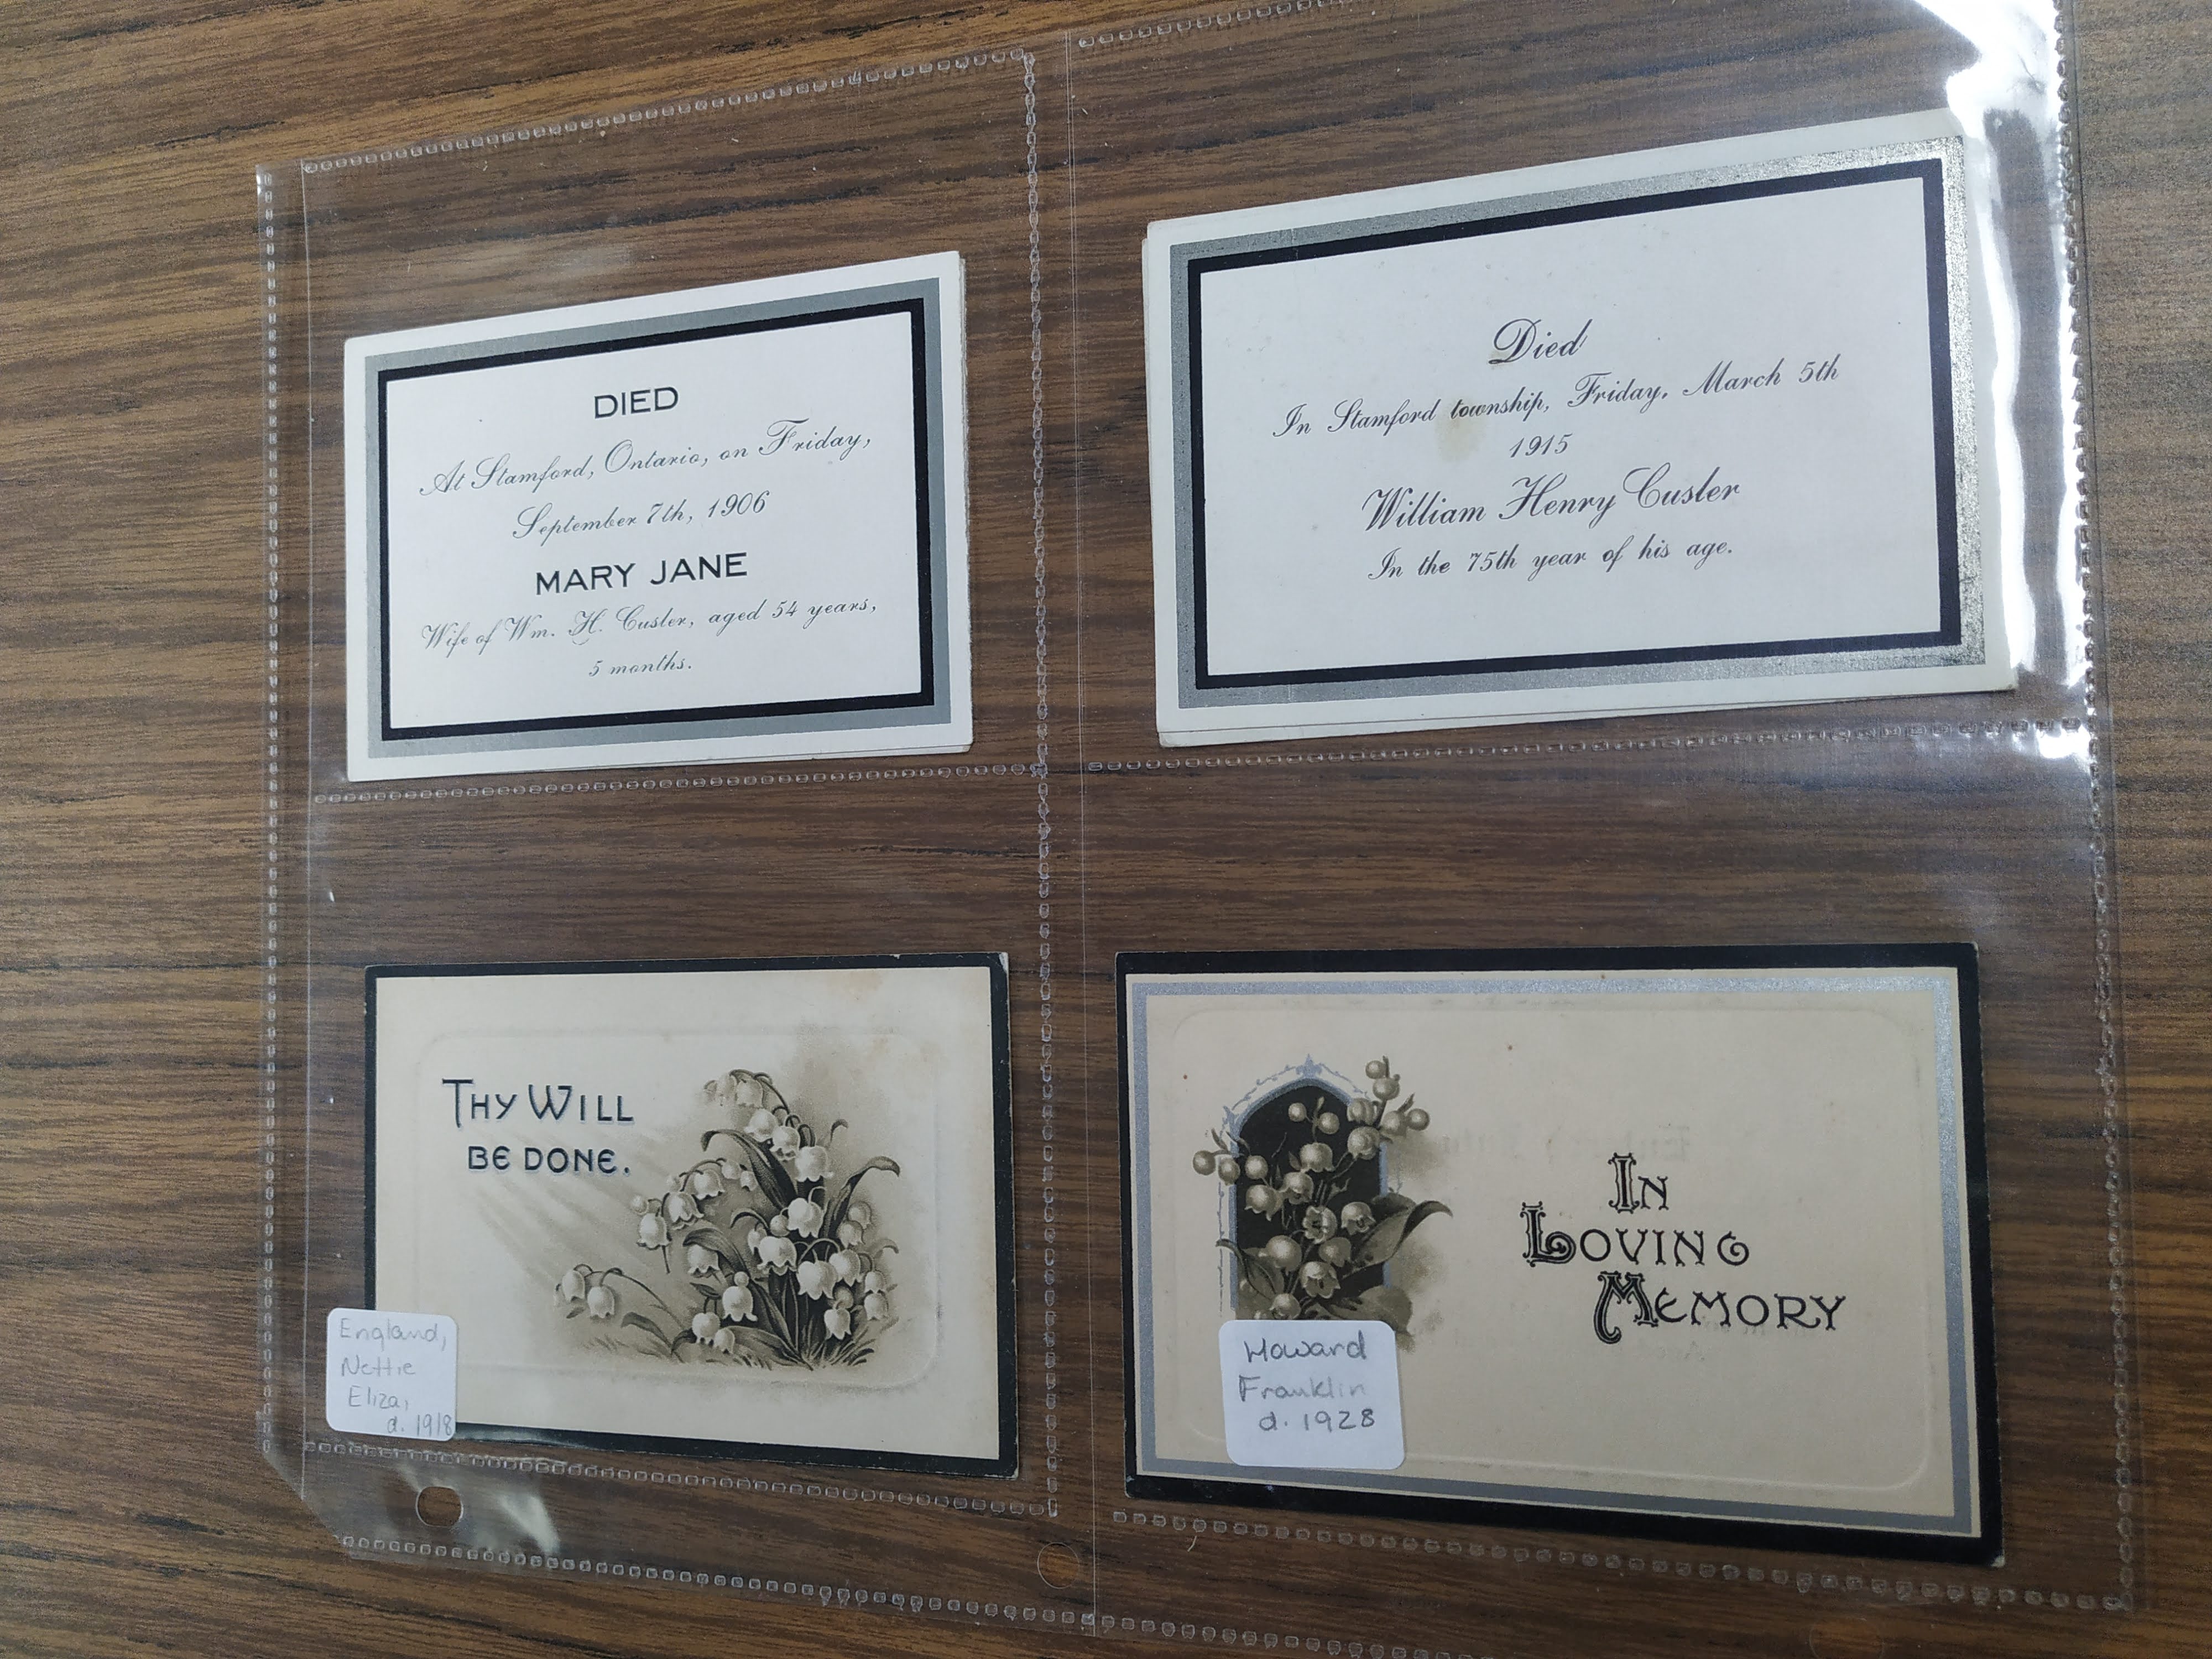 DIED
At Stamford, Ontario, on Friday,
September 7th, 1906
MARY JANE
Wife of Wm. H. Custer, aged 54 years,
5 months.
Died
In Stamford township, Friday, March 5th
1915
William Henry Custer
In the 75th year of his age.
THY WILL
BE DONE.
England,
Nettie
Eliza,
d. 1918
IN
LOVING
MEMORY
Howard
Franklin
d. 1928